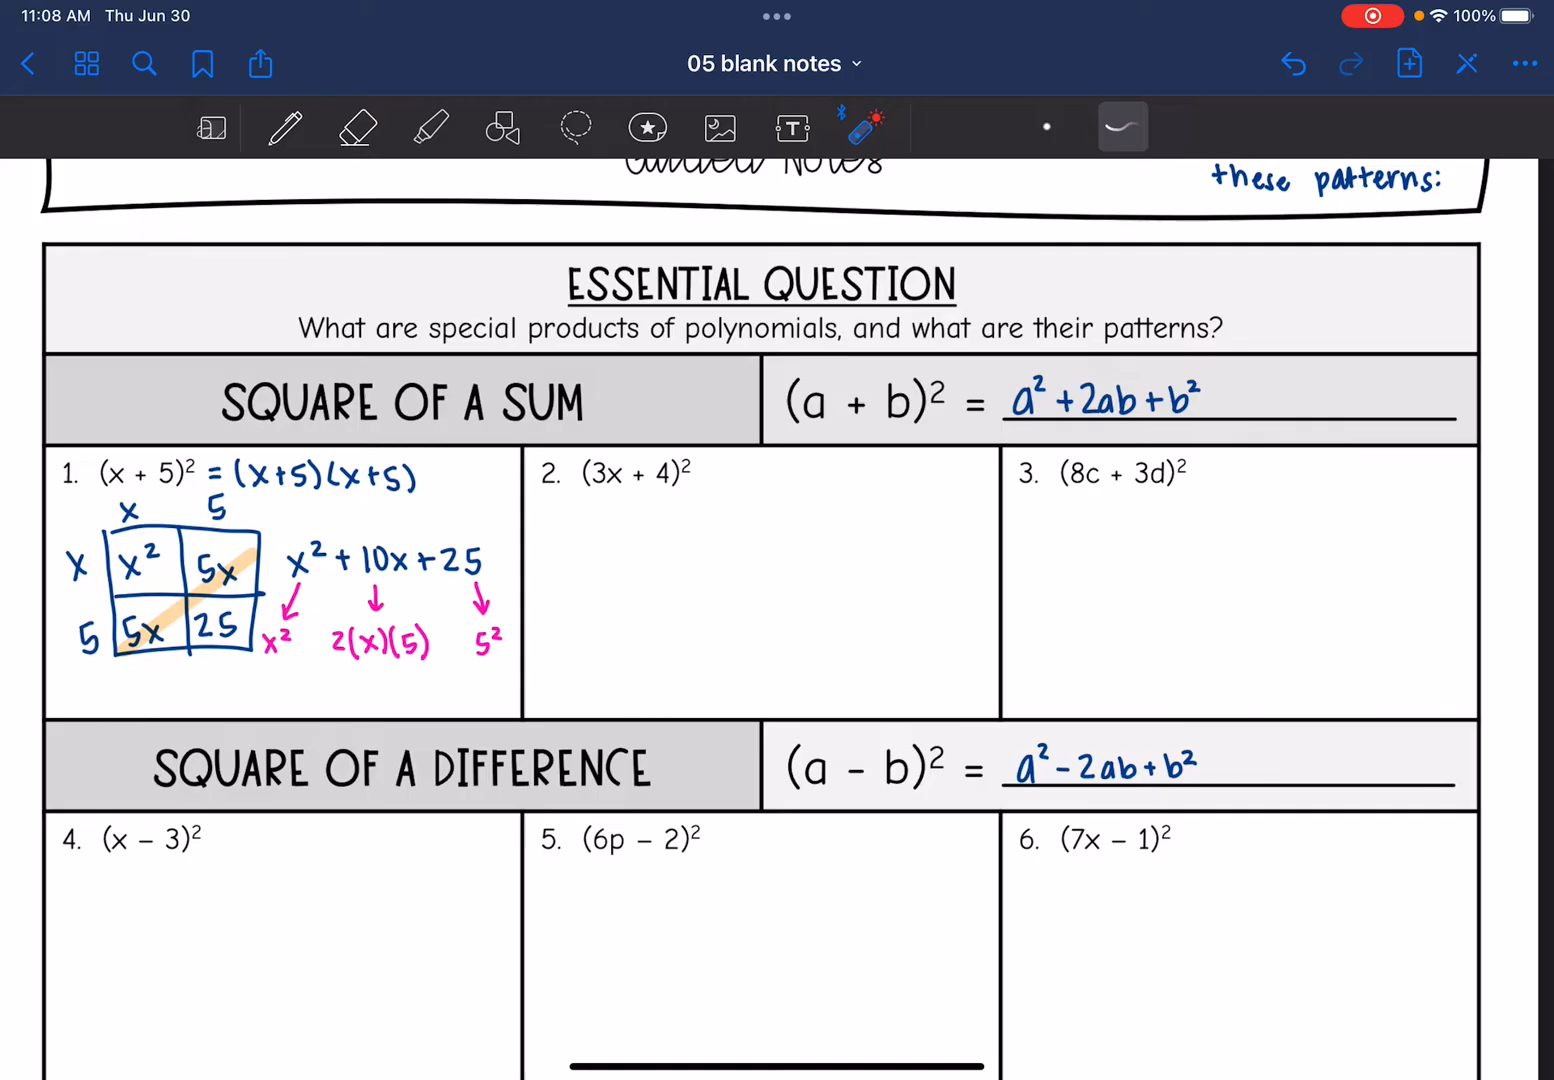 11:08 AM Thu Jun 30
100%
05 blank notes
T
Guided Notes
these patterns:
ESSENTIAL QUESTION
What are special products of polynomials, and what are their patterns?
SQUARE OF A SUM
(a + b)² = a² + 2ab + b²
1. (x + 5)² = (x+5)(x+5)
x 5
x x² 5x
5 5x 25
x² + 10x + 25
x² 2(x)(5) 5²
2. (3x + 4)²
3. (8c + 3d)²
SQUARE OF A DIFFERENCE
(a - b)² = a² - 2ab + b²
4. (x – 3)²
5. (6p – 2)²
6. (7x – 1)²